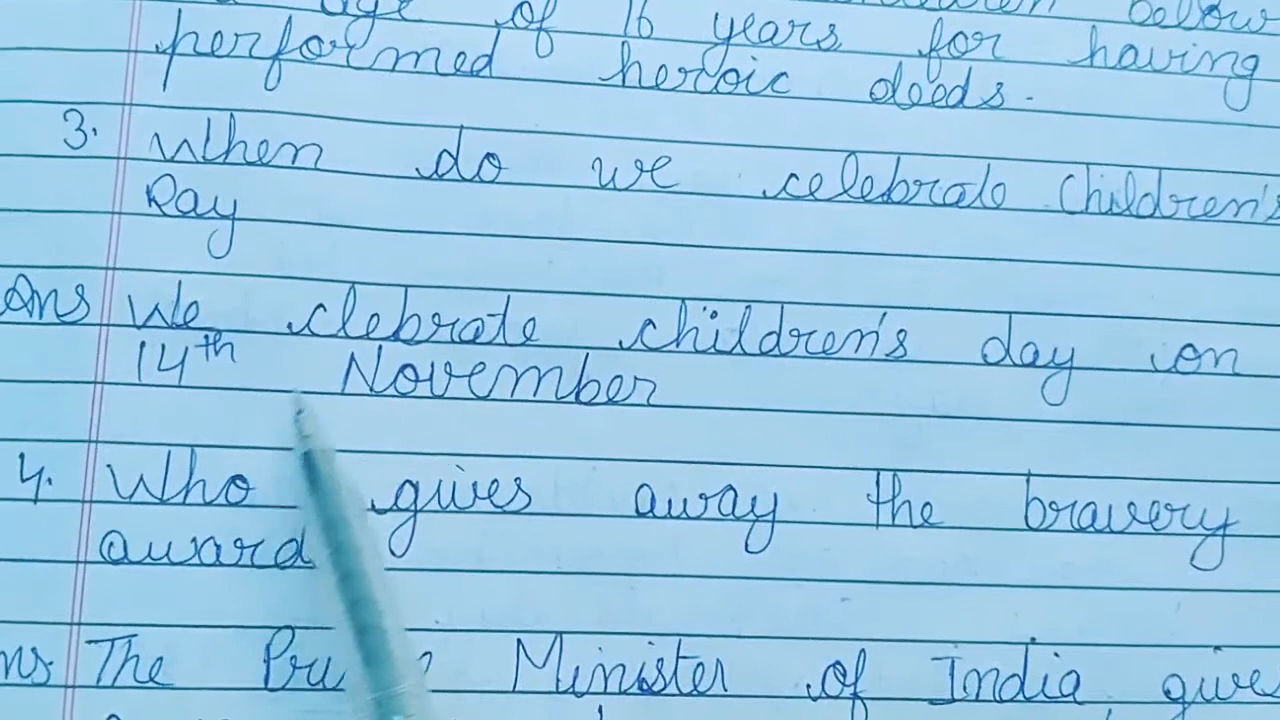 age of 16 years for having
performed heroic deeds.
3. When do we celebrate Children's
Day
Ans We clebrate children's day on
14th November
4. Who gives away the bravery
award
The Minister of India, gives